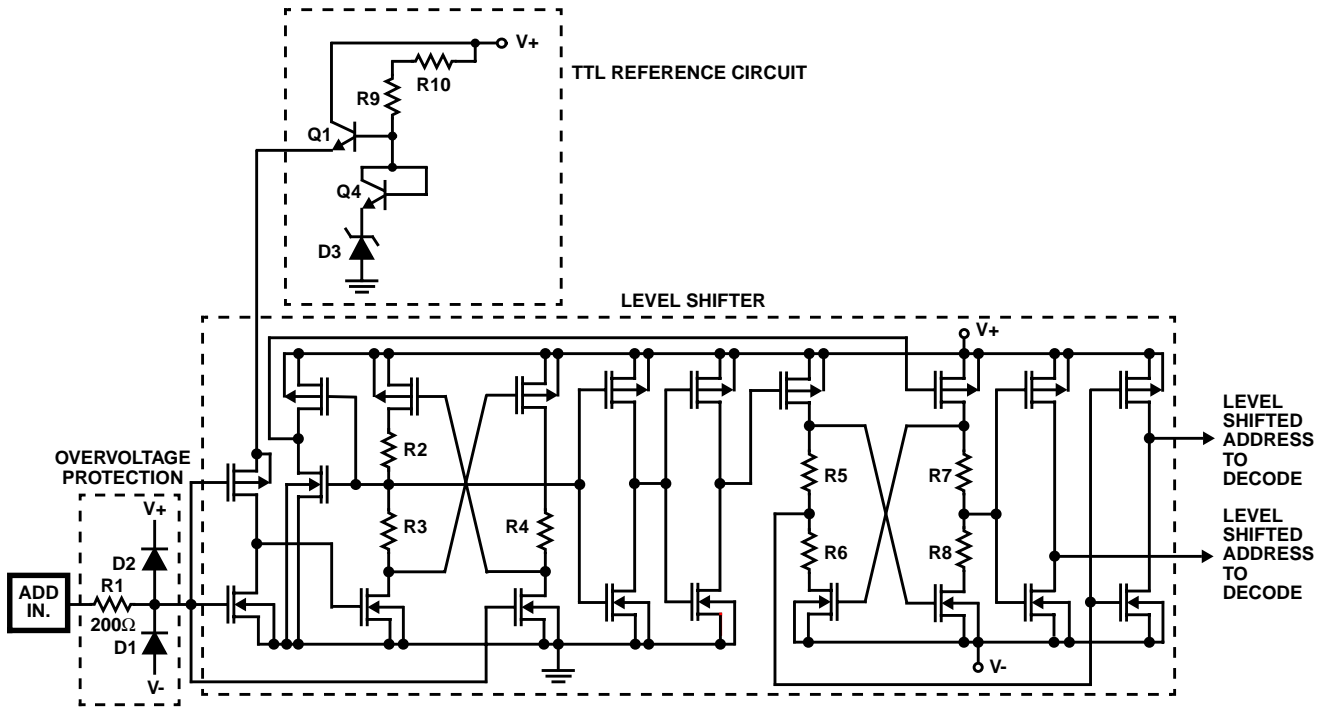 V+
TTL REFERENCE CIRCUIT
R10
R9
Q1
Q4
D3
LEVEL SHIFTER
V+
OVERVOLTAGE
PROTECTION
V+
D2
R1
ADD
IN.
200Ω
D1
V-
R2
R3
R4
R5
R6
R7
R8
V-
LEVEL
SHIFTED
ADDRESS
TO
DECODE
LEVEL
SHIFTED
ADDRESS
TO
DECODE